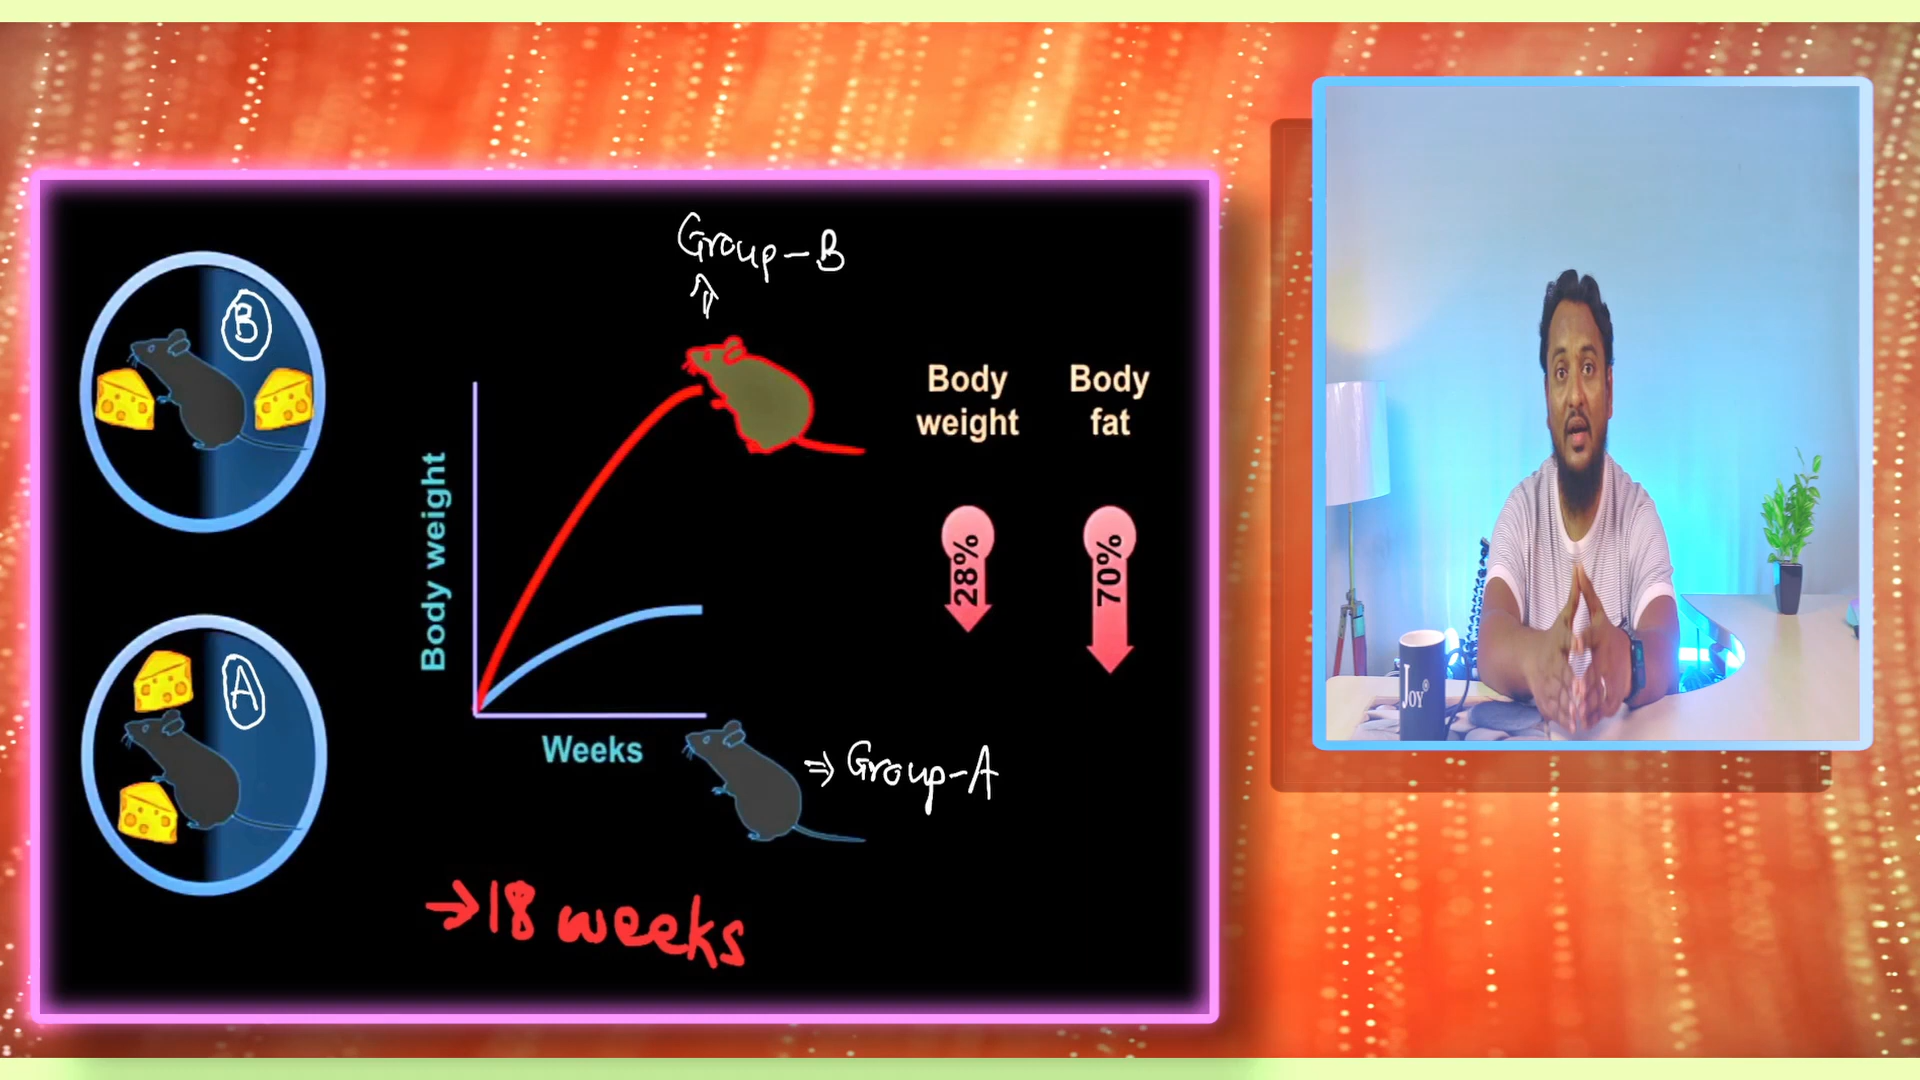 Group-B
B
Body weight
Body fat
28%
70%
Body weight
A
Weeks
⇒ Group-A
→18 weeks
JOY